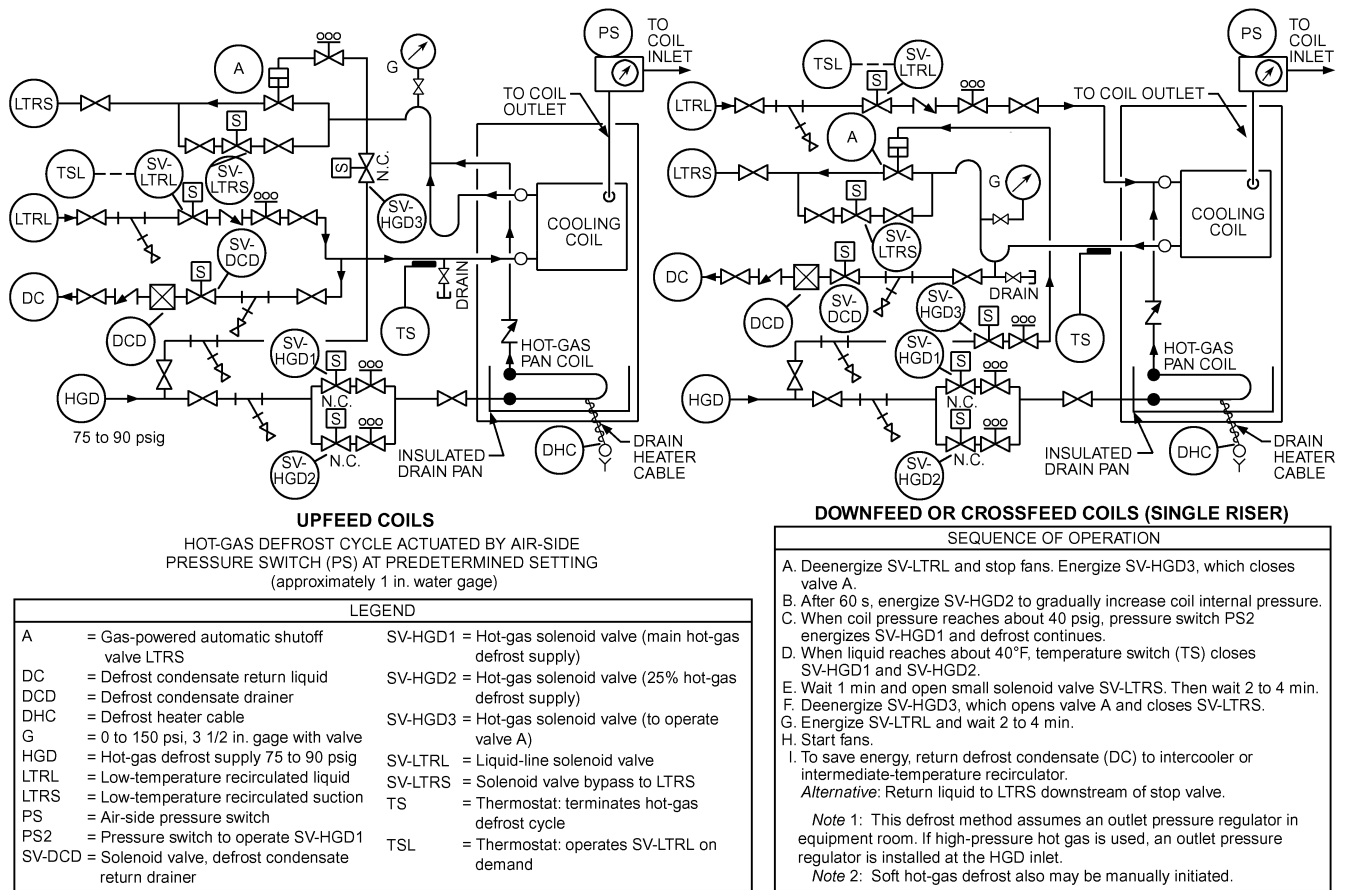 A
G
LTRS
S
TSL
SV-
LTRL
SV-
LTRS
S
N.C.
SV-
HGD3
PS
TO
COIL
INLET
TO COIL
OUTLET
COOLING
COIL
LTRL
S
SV-
DCD
DC
S
DCD
DRAIN
TS
SV-
HGD1
S
N.C.
HOT-GAS
PAN COIL
HGD
75 to 90 psig
S
N.C.
SV-
HGD2
INSULATED
DRAIN PAN
DHC
DRAIN
HEATER
CABLE
UPFEED COILS
HOT-GAS DEFROST CYCLE ACTUATED BY AIR-SIDE
PRESSURE SWITCH (PS) AT PREDETERMINED SETTING
(approximately 1 in. water gage)
TSL
SV-
LTRL
S
LTRL
PS
TO
COIL
INLET
TO COIL OUTLET
A
LTRS
G
S
SV-
LTRS
COOLING
COIL
DC
S
DCD
SV-
DCD
DRAIN
SV-
HGD3
S
TS
SV-
HGD1
S
N.C.
HOT-GAS
PAN COIL
HGD
S
N.C.
SV-
HGD2
INSULATED
DRAIN PAN
DHC
DRAIN
HEATER
CABLE
DOWNFEED OR CROSSFEED COILS (SINGLE RISER)
LEGEND
A = Gas-powered automatic shutoff
valve LTRS
DC = Defrost condensate return liquid
DCD = Defrost condensate drainer
DHC = Defrost heater cable
G = 0 to 150 psi, 3 1/2 in. gage with valve
HGD = Hot-gas defrost supply 75 to 90 psig
LTRL = Low-temperature recirculated liquid
LTRS = Low-temperature recirculated suction
PS = Air-side pressure switch
PS2 = Pressure switch to operate SV-HGD1
SV-DCD = Solenoid valve, defrost condensate
return drainer
SV-HGD1 = Hot-gas solenoid valve (main hot-gas
defrost supply)
SV-HGD2 = Hot-gas solenoid valve (25% hot-gas
defrost supply)
SV-HGD3 = Hot-gas solenoid valve (to operate
valve A)
SV-LTRL = Liquid-line solenoid valve
SV-LTRS = Solenoid valve bypass to LTRS
TS = Thermostat: terminates hot-gas
defrost cycle
TSL = Thermostat: operates SV-LTRL on
demand
SEQUENCE OF OPERATION
A. Deenergize SV-LTRL and stop fans. Energize SV-HGD3, which closes
valve A.
B. After 60 s, energize SV-HGD2 to gradually increase coil internal pressure.
C. When coil pressure reaches about 40 psig, pressure switch PS2
energizes SV-HGD1 and defrost continues.
D. When liquid reaches about 40°F, temperature switch (TS) closes
SV-HGD1 and SV-HGD2.
E. Wait 1 min and open small solenoid valve SV-LTRS. Then wait 2 to 4 min.
F. Deenergize SV-HGD3, which opens valve A and closes SV-LTRS.
G. Energize SV-LTRL and wait 2 to 4 min.
H. Start fans.
I. To save energy, return defrost condensate (DC) to intercooler or
intermediate-temperature recirculator.
Alternative: Return liquid to LTRS downstream of stop valve.
Note 1: This defrost method assumes an outlet pressure regulator in
equipment room. If high-pressure hot gas is used, an outlet pressure
regulator is installed at the HGD inlet.
Note 2: Soft hot-gas defrost also may be manually initiated.